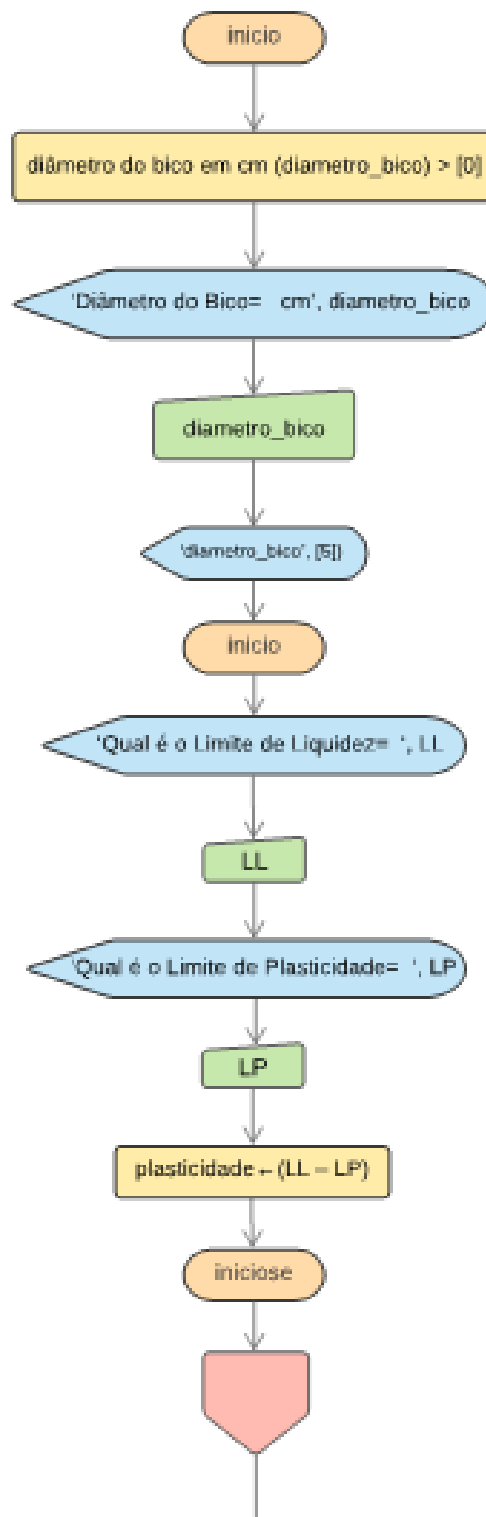 inicio
diâmetro do bico em cm (diametro_bico) > [0]
'Diâmetro do Bico=   cm', diametro_bico
diametro_bico
'diametro_bico', [5])
inicio
'Qual é o Limite de Liquidez=  ', LL
LL
'Qual é o Limite de Plasticidade=  ', LP
LP
plasticidade←(LL – LP)
iniciose